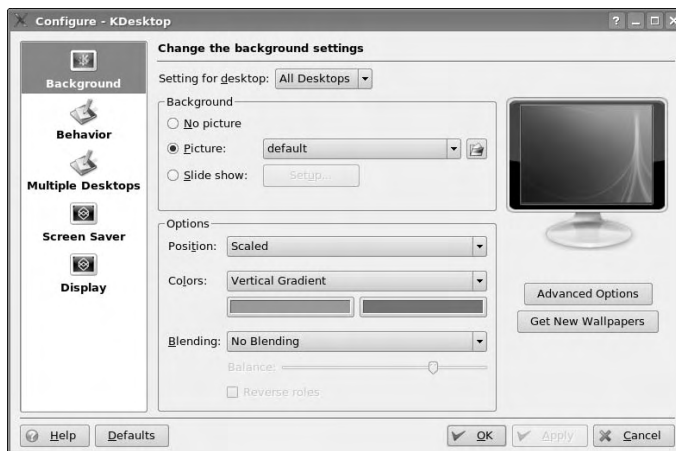 Configure - KDesktop
Background
Behavior
Multiple Desktops
Screen Saver
Display
Change the background settings
Setting for desktop: All Desktops
Background
No picture
Picture: default
Slide show: Setup...
Options
Position: Scaled
Colors: Vertical Gradient
Blending: No Blending
Balance:
Reverse roles
Advanced Options
Get New Wallpapers
Help Defaults OK Apply Cancel